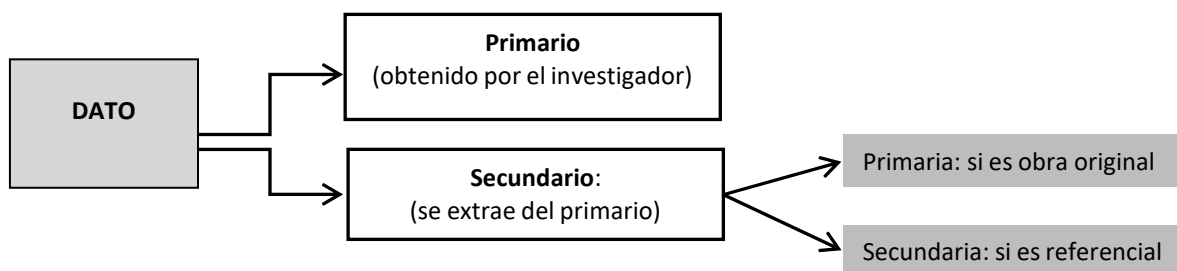 DATO
Primario
(obtenido por el investigador)
Secundario:
(se extrae del primario)
Primaria: si es obra original
Secundaria: si es referencial